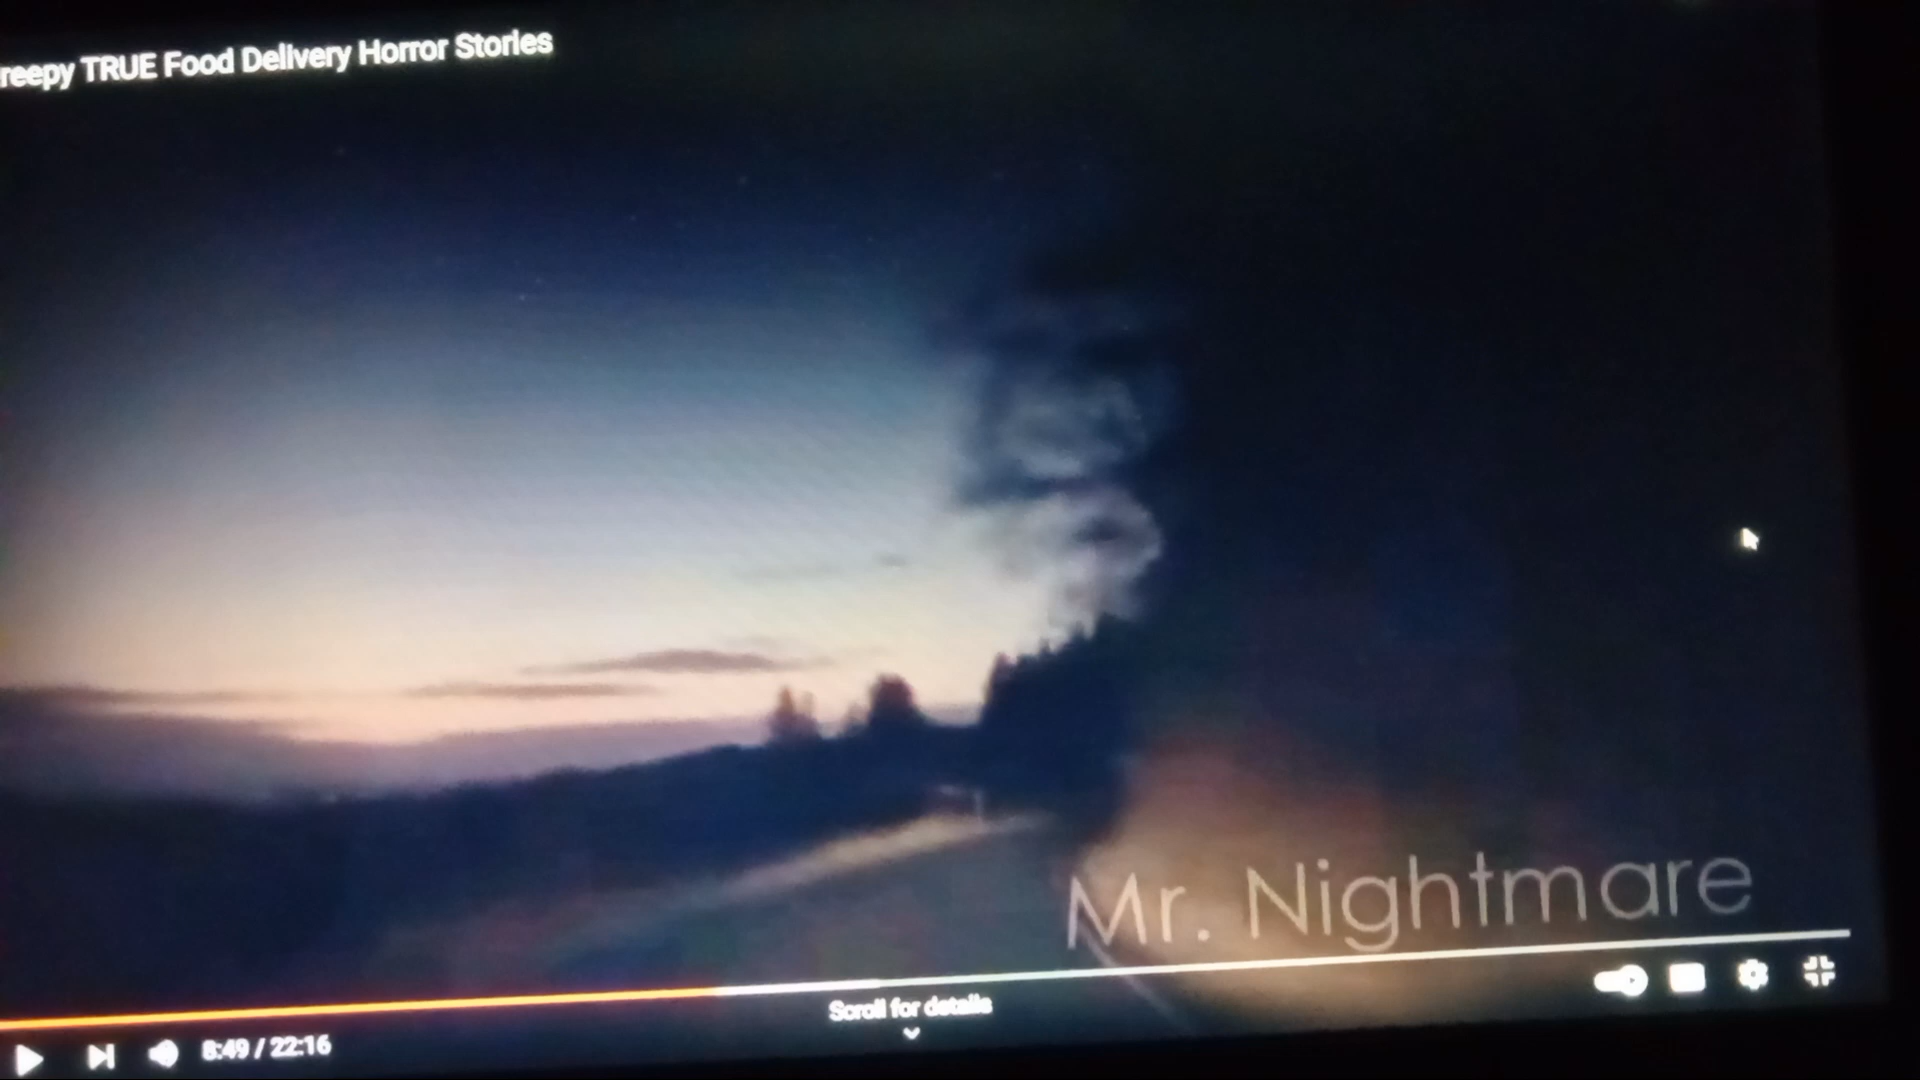 reepy TRUE Food Delivery Horror Stories
Mr. Nightmare
Scroll for details
8:49 / 22:16